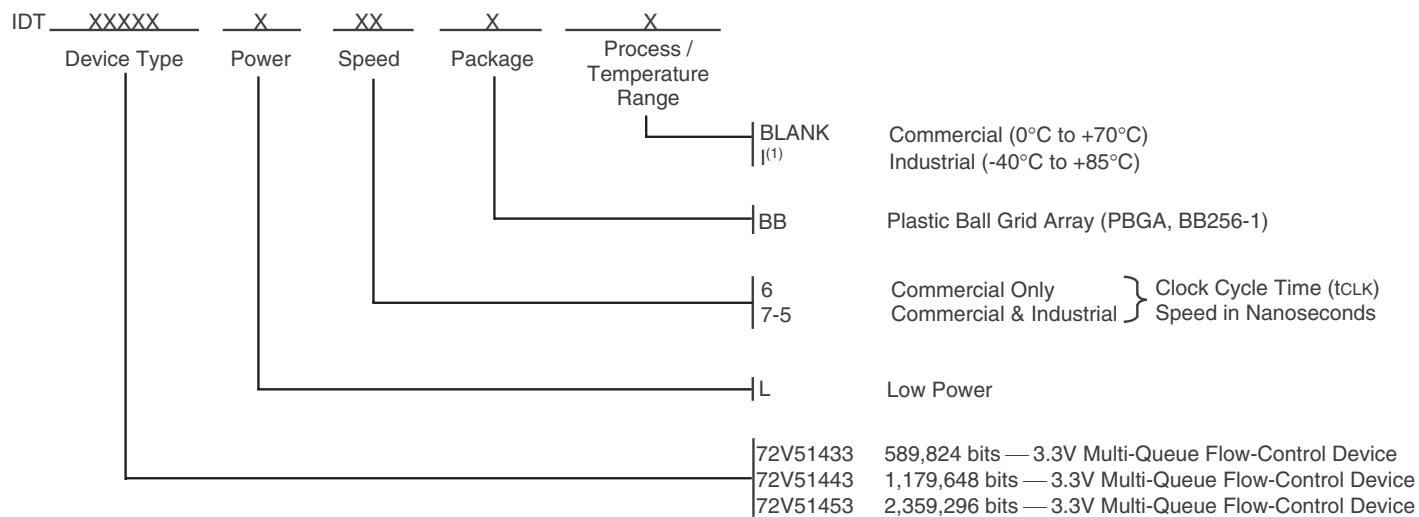 IDT XXXXX X XX X X
Device Type Power Speed Package Process / Temperature Range
BLANK Commercial (0°C to +70°C)
I(1) Industrial (-40°C to +85°C)
BB Plastic Ball Grid Array (PBGA, BB256-1)
6 Commercial Only
7-5 Commercial & Industrial
Clock Cycle Time (tCLK)
Speed in Nanoseconds
L Low Power
72V51433 589,824 bits — 3.3V Multi-Queue Flow-Control Device
72V51443 1,179,648 bits — 3.3V Multi-Queue Flow-Control Device
72V51453 2,359,296 bits — 3.3V Multi-Queue Flow-Control Device